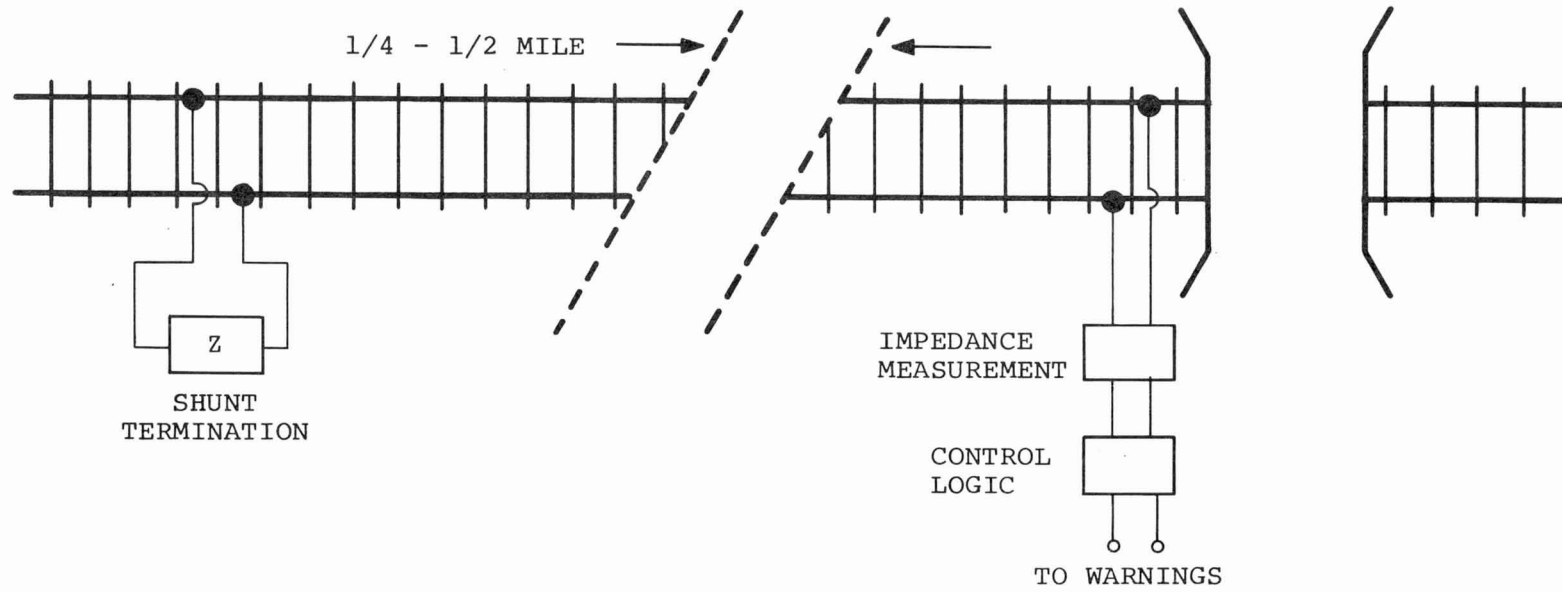 1/4 - 1/2 MILE
Z
SHUNT
TERMINATION
IMPEDANCE
MEASUREMENT
CONTROL
LOGIC
TO WARNINGS